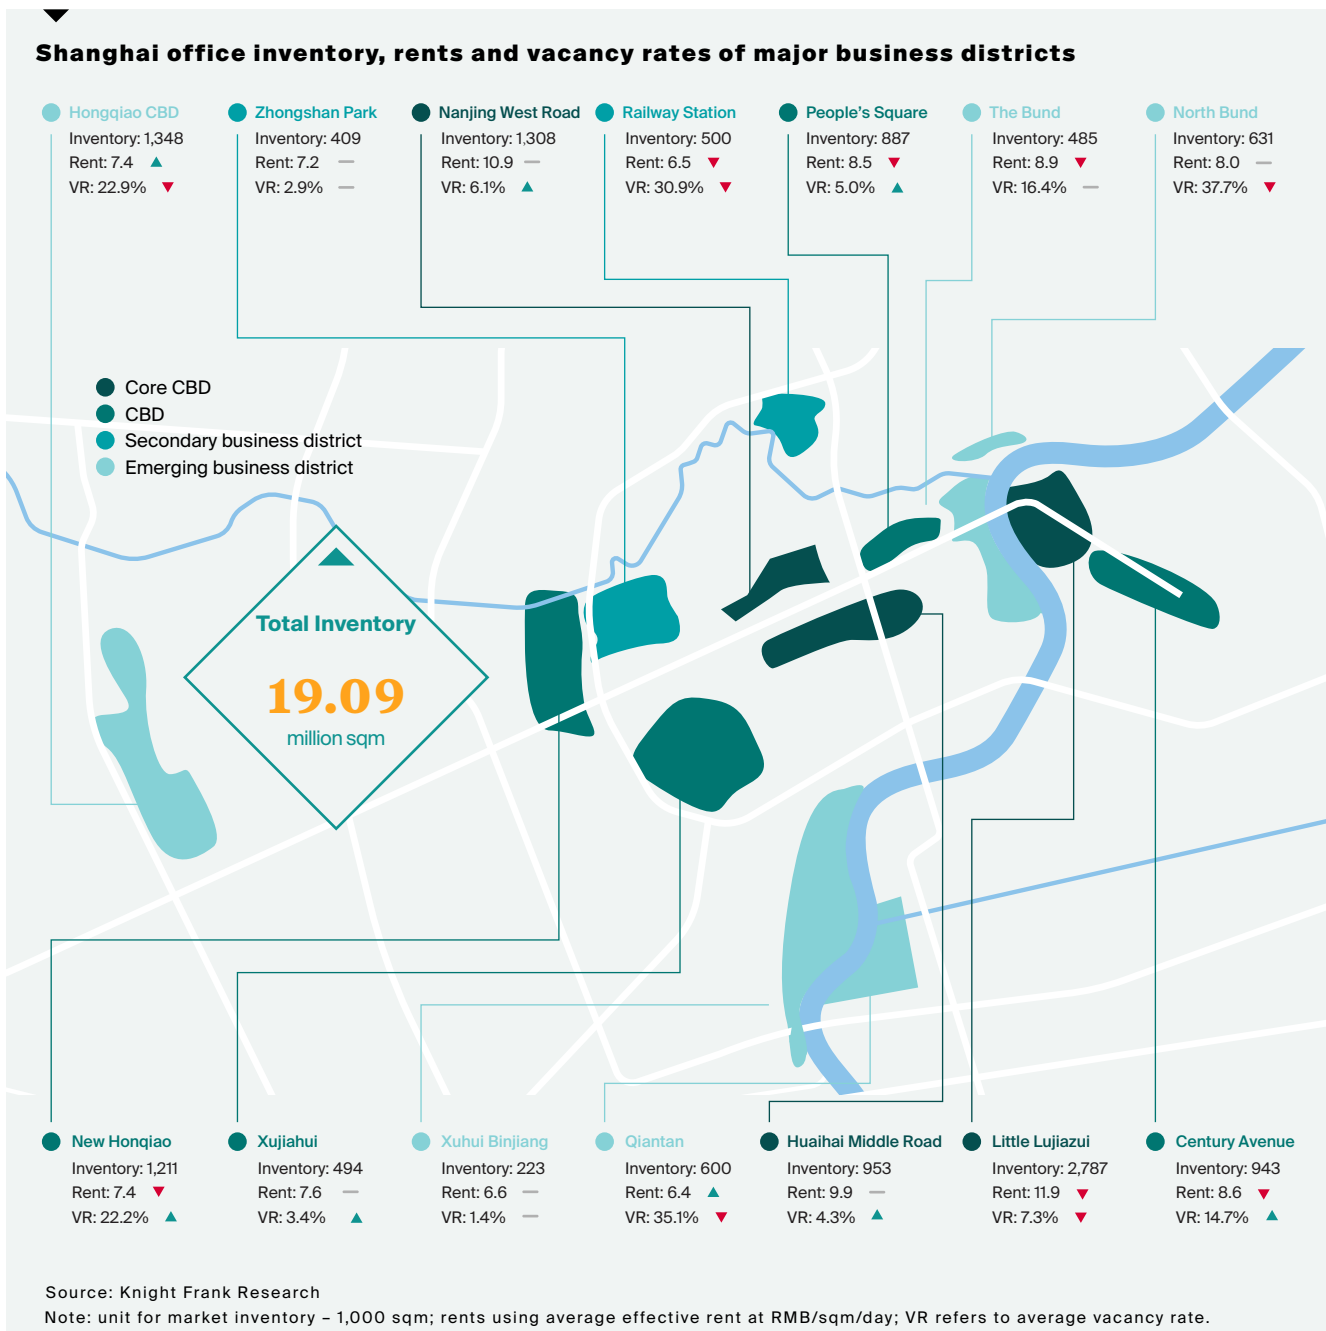 Shanghai office inventory, rents and vacancy rates of major business districts
Hongqiao CBD
Inventory: 1,348
Rent: 7.4
VR: 22.9%
Zhongshan Park
Inventory: 409
Rent: 7.2
VR: 2.9%
Nanjing West Road
Inventory: 1,308
Rent: 10.9
VR: 6.1%
Railway Station
Inventory: 500
Rent: 6.5
VR: 30.9%
People's Square
Inventory: 887
Rent: 8.5
VR: 5.0%
The Bund
Inventory: 485
Rent: 8.9
VR: 16.4%
North Bund
Inventory: 631
Rent: 8.0
VR: 37.7%
Core CBD
CBD
Secondary business district
Emerging business district
Total Inventory
19.09
million sqm
New Honqiao
Inventory: 1,211
Rent: 7.4
VR: 22.2%
Xujiahui
Inventory: 494
Rent: 7.6
VR: 3.4%
Xuhui Binjiang
Inventory: 223
Rent: 6.6
VR: 1.4%
Qiantan
Inventory: 600
Rent: 6.4
VR: 35.1%
Huaihai Middle Road
Inventory: 953
Rent: 9.9
VR: 4.3%
Little Lujiazui
Inventory: 2,787
Rent: 11.9
VR: 7.3%
Century Avenue
Inventory: 943
Rent: 8.6
VR: 14.7%
Source: Knight Frank Research
Note: unit for market inventory – 1,000 sqm; rents using average effective rent at RMB/sqm/day; VR refers to average vacancy rate.